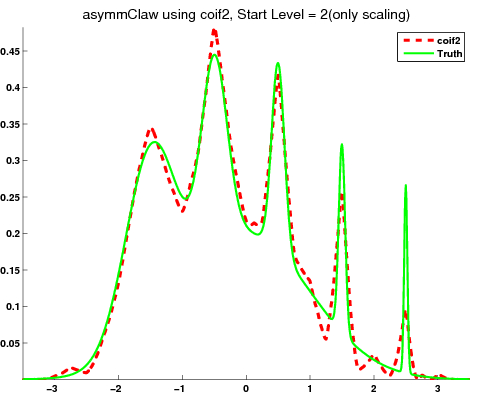 asymmClaw using coif2, Start Level = 2(only scaling)
coif2
Truth
0.45
0.4
0.35
0.3
0.25
0.2
0.15
0.1
0.05
−3 −2 −1 0 1 2 3